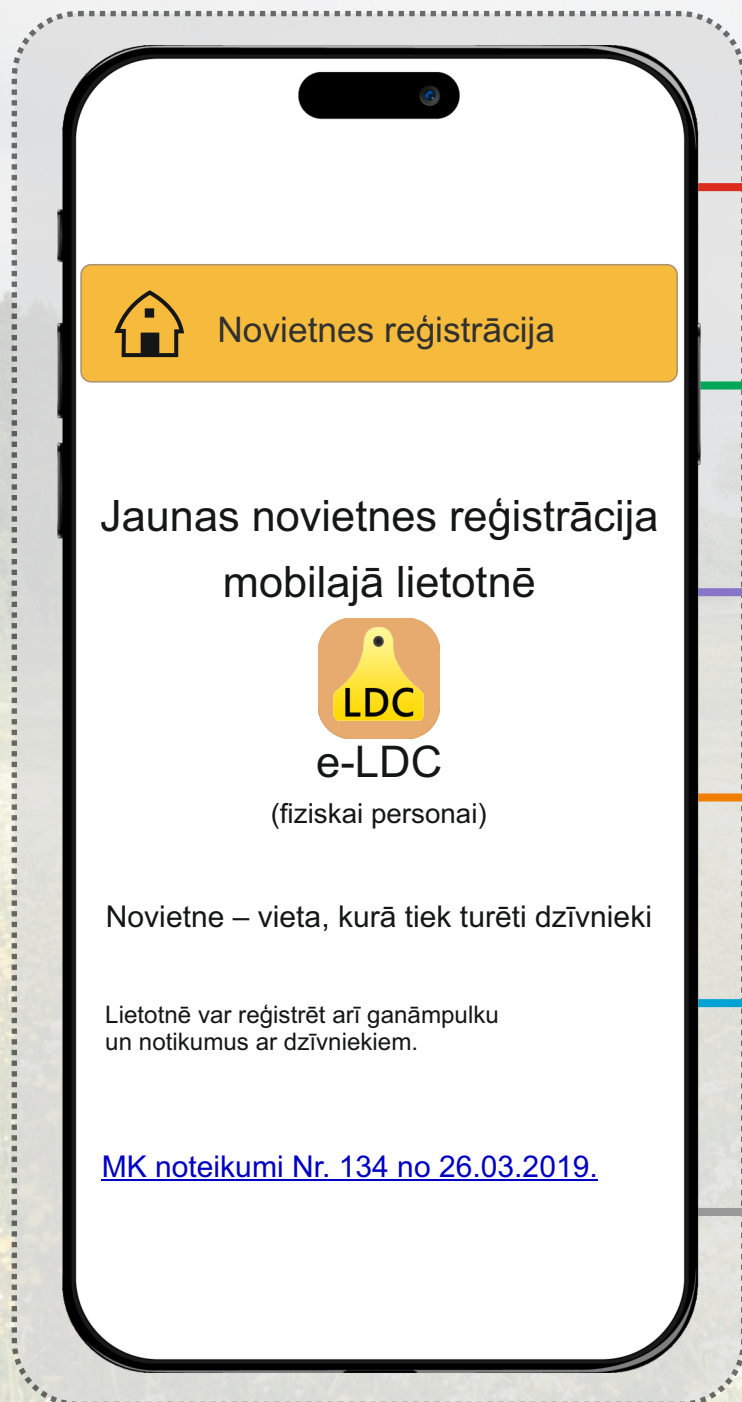 Novietnes reģistrācija
Jaunas novietnes reģistrācija
mobilajā lietotnē
LDC
e-LDC
(fiziskai personai)
Novietne – vieta, kurā tiek turēti dzīvnieki
Lietotnē var reģistrēt arī ganāmpulku
un notikumus ar dzīvniekiem.
MK noteikumi Nr. 134 no 26.03.2019.